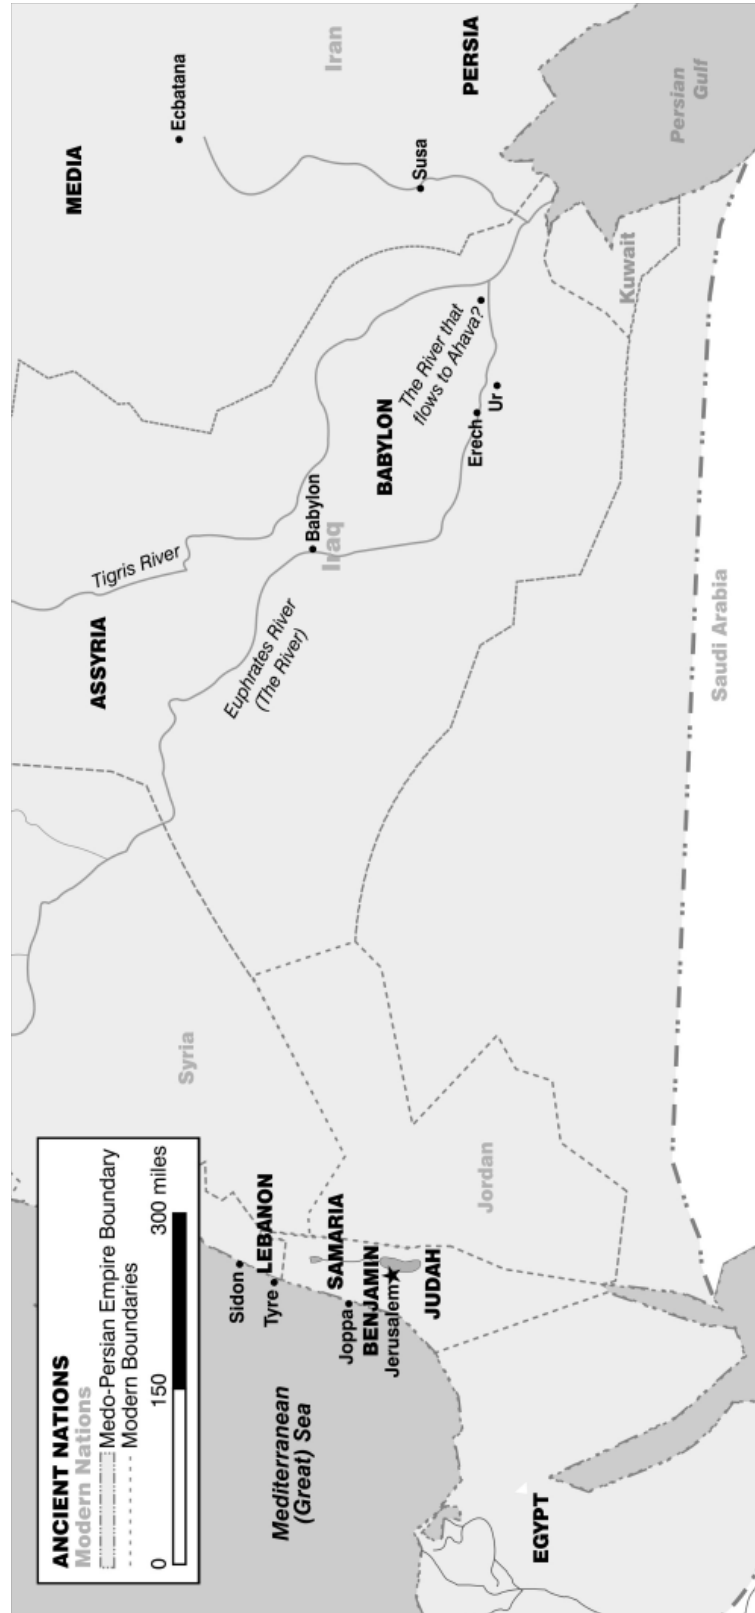 ANCIENT NATIONS
Modern Nations
Medo-Persian Empire Boundary
Modern Boundaries
0
150
300 miles
Mediterranean
(Great) Sea
EGYPT
Sidon
Tyre
LEBANON
Joppa
SAMARIA
BENJAMIN
Jerusalem
JUDAH
Syria
Jordan
ASSYRIA
Tigris River
Euphrates River
(The River)
Babylon
Iraq
BABYLON
Erech
Ur
The River that
flows to Ahava?
Saudi Arabia
Kuwait
MEDIA
Ecbatana
Susa
Iran
PERSIA
Persian
Gulf